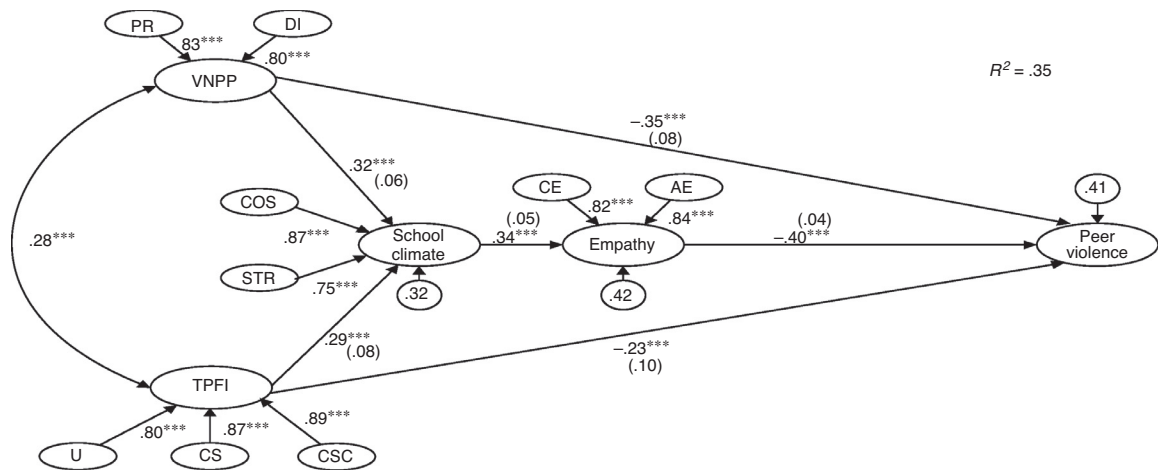 PR
DI
83***
.80***
VNPP
R² = .35
–.35***
(.08)
.32***
(.06)
CE
AE
.41
COS
.82***
.84***
.28***
.87***
School
climate
(.05)
.34***
Empathy
(.04)
–.40***
Peer
violence
STR
.75***
.32
.42
.29***
(.08)
–.23***
(.10)
TPFI
.80***
.87***
.89***
U
CS
CSC